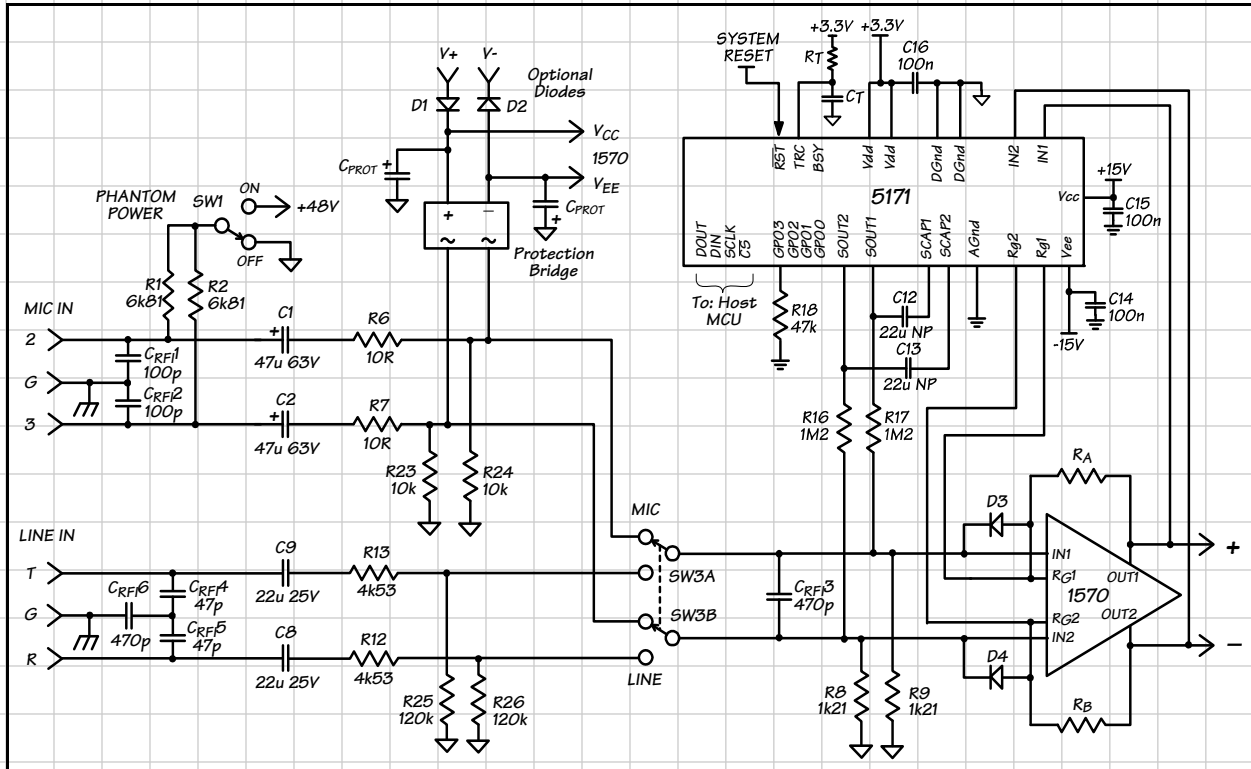 V+
V-
Optional
Diodes
D1
D2
VCC
1570
VEE
CPROT
CPROT
+
+
+
−
~
~
Protection
Bridge
PHANTOM
POWER
SW1
ON
+48V
OFF
R1
6k81
R2
6k81
MIC IN
2
G
3
CRFI1
100p
CRFI2
100p
C1
+
47u 63V
R6
10R
C2
+
47u 63V
R7
10R
R23
10k
R24
10k
LINE IN
T
G
R
CRFI6
470p
CRFI4
47p
CRFI5
47p
C9
22u 25V
R13
4k53
C8
22u 25V
R12
4k53
R25
120k
R26
120k
MIC
SW3A
SW3B
LINE
CRFI3
470p
R8
1k21
R9
1k21
SYSTEM
RESET
+3.3V
+3.3V
RT
CT
C16
100n
RST
TRC
BSY
Vdd
Vdd
DGnd
DGnd
IN2
IN1
5171
Vcc
+15V
C15
100n
DOUT
DIN
SCLK
CS
GPO3
GPO2
GPO1
GPO0
SOUT2
SOUT1
SCAP1
SCAP2
AGnd
Rg2
Rg1
Vee
To: Host
MCU
R18
47k
C12
22u NP
C13
22u NP
C14
100n
-15V
R16
1M2
R17
1M2
RA
D3
IN1
RG1
OUT1
1570
RG2
OUT2
IN2
D4
RB
+
−